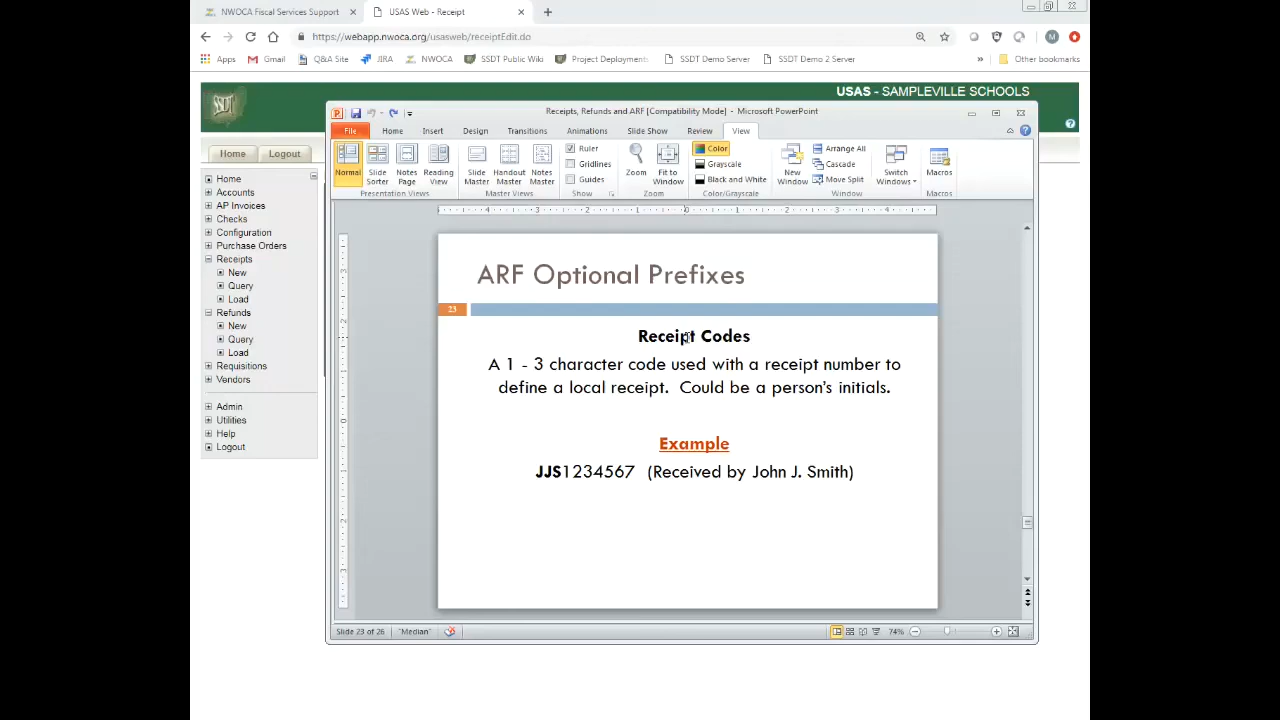 NWOCA Fiscal Services Support
USAS Web - Receipt
https://webapp.nwoca.org/usasweb/receiptEdit.do
Apps Gmail Q&A Site JIRA NWOCA SSDT Public Wiki Project Deployments SSDT Demo Server SSDT Demo 2 Server » Other bookmarks
SSDT
USAS - SAMPLEVILLE SCHOOLS
Home Logout
Home
Accounts
AP Invoices
Checks
Configuration
Purchase Orders
Receipts
New
Query
Load
Refunds
New
Query
Load
Requisitions
Vendors
Admin
Utilities
Help
Logout
Receipts, Refunds and ARF [Compatibility Mode] - Microsoft PowerPoint
File Home Insert Design Transitions Animations Slide Show Review View
Normal
Slide Sorter
Notes Page
Reading View
Presentation Views
Slide Master
Handout Master
Notes Master
Master Views
Ruler
Gridlines
Guides
Show
Zoom
Fit to Window
Zoom
Color
Grayscale
Black and White
Color/Grayscale
New Window
Arrange All
Cascade
Move Split
Switch Windows
Window
Macros
Macros
ARF Optional Prefixes
23
Receipt Codes
A 1 - 3 character code used with a receipt number to
define a local receipt. Could be a person's initials.
Example
JJS1234567 (Received by John J. Smith)
Slide 23 of 26 "Median" 74%